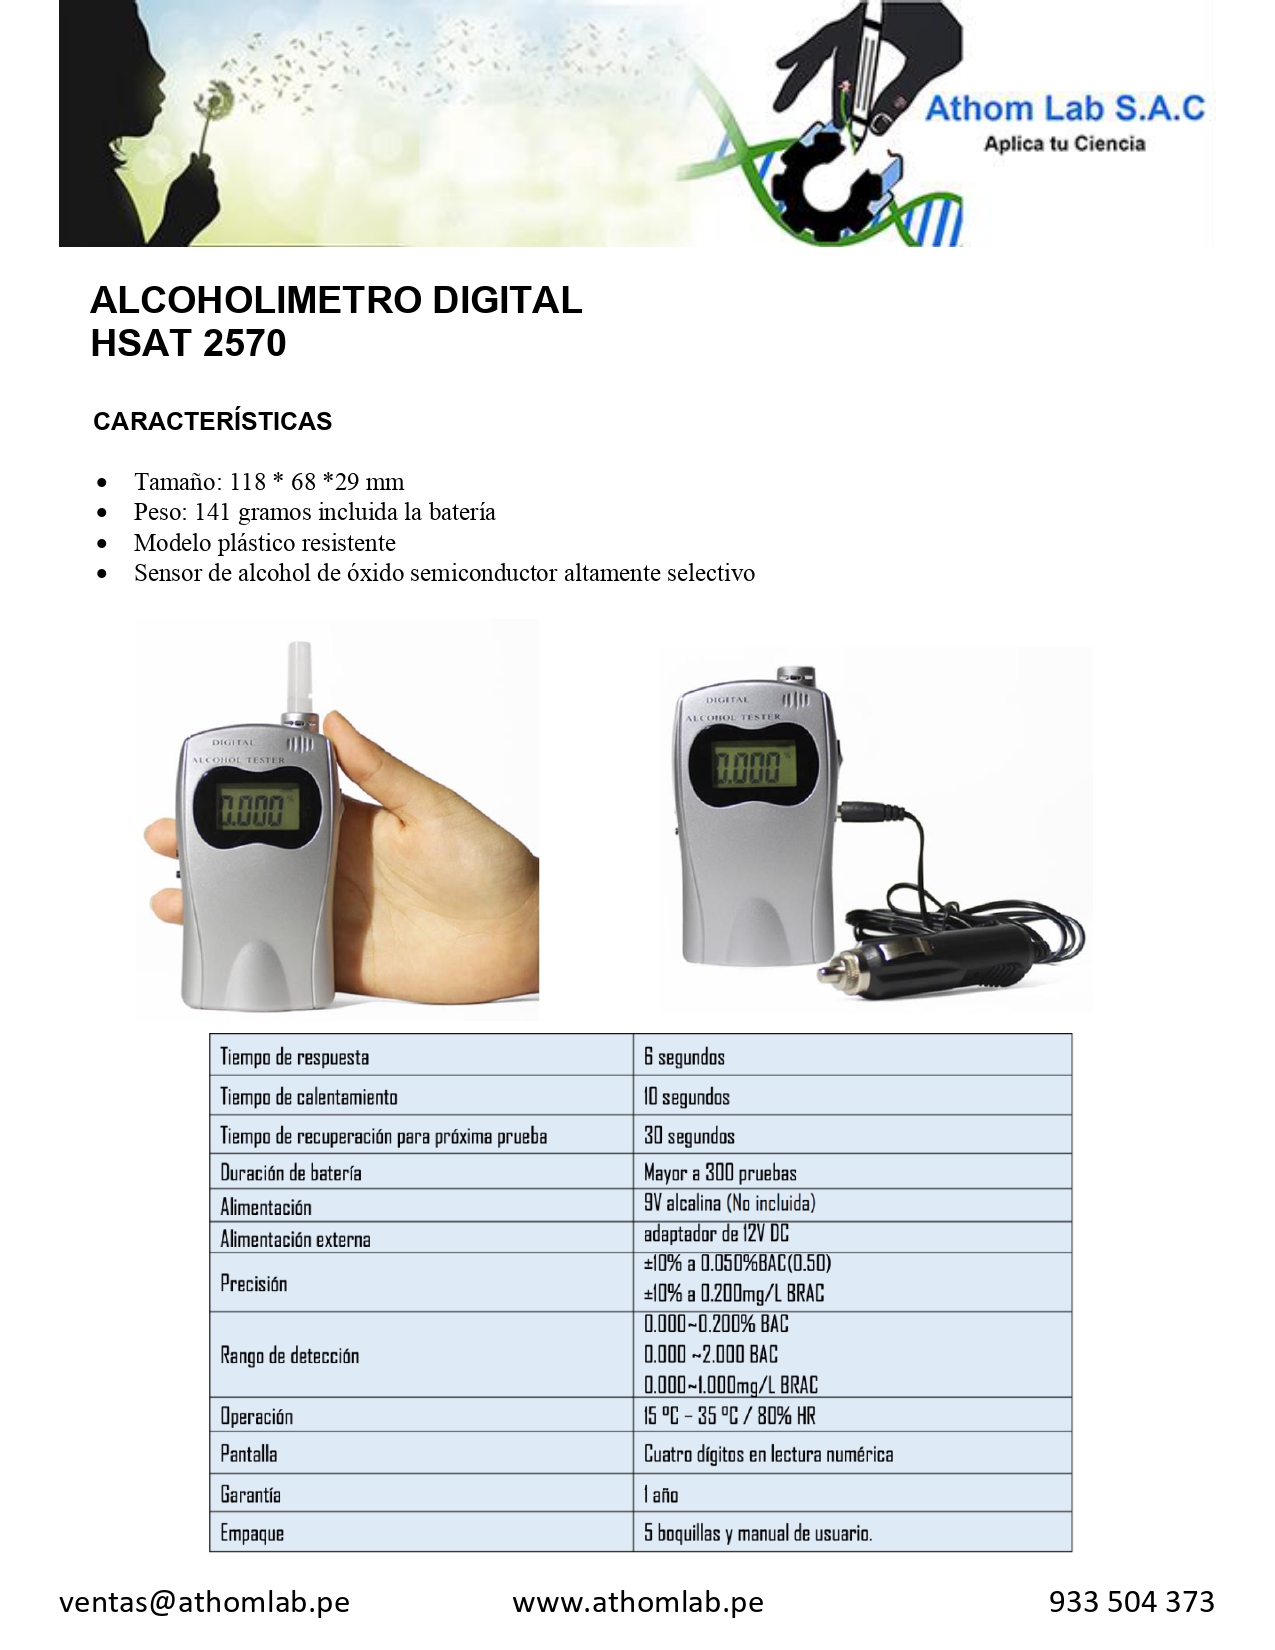 Athom Lab S.A.C
Aplica tu Ciencia
ALCOHOLIMETRO DIGITAL
HSAT 2570
CARACTERÍSTICAS
• Tamaño: 118 * 68 *29 mm
• Peso: 141 gramos incluida la batería
• Modelo plástico resistente
• Sensor de alcohol de óxido semiconductor altamente selectivo
DIGITAL
ALCOHOL TESTER
0.000
DIGITAL
ALCOHOL TESTER
0.000
Tiempo de respuesta 6 segundos
Tiempo de calentamiento 10 segundos
Tiempo de recuperación para próxima prueba 30 segundos
Duración de batería Mayor a 300 pruebas
Alimentación 9V alcalina (No incluida)
Alimentación externa adaptador de 12V DC
Precisión ±10% a 0.050%BAC(0.50)
±10% a 0.200mg/L BRAC
Rango de detección 0.000~0.200% BAC
0.000 ~2.000 BAC
0.000~1.000mg/L BRAC
Operación 15 ºC – 35 ºC / 80% HR
Pantalla Cuatro dígitos en lectura numérica
Garantía 1 año
Empaque 5 boquillas y manual de usuario.
ventas@athomlab.pe www.athomlab.pe 933 504 373